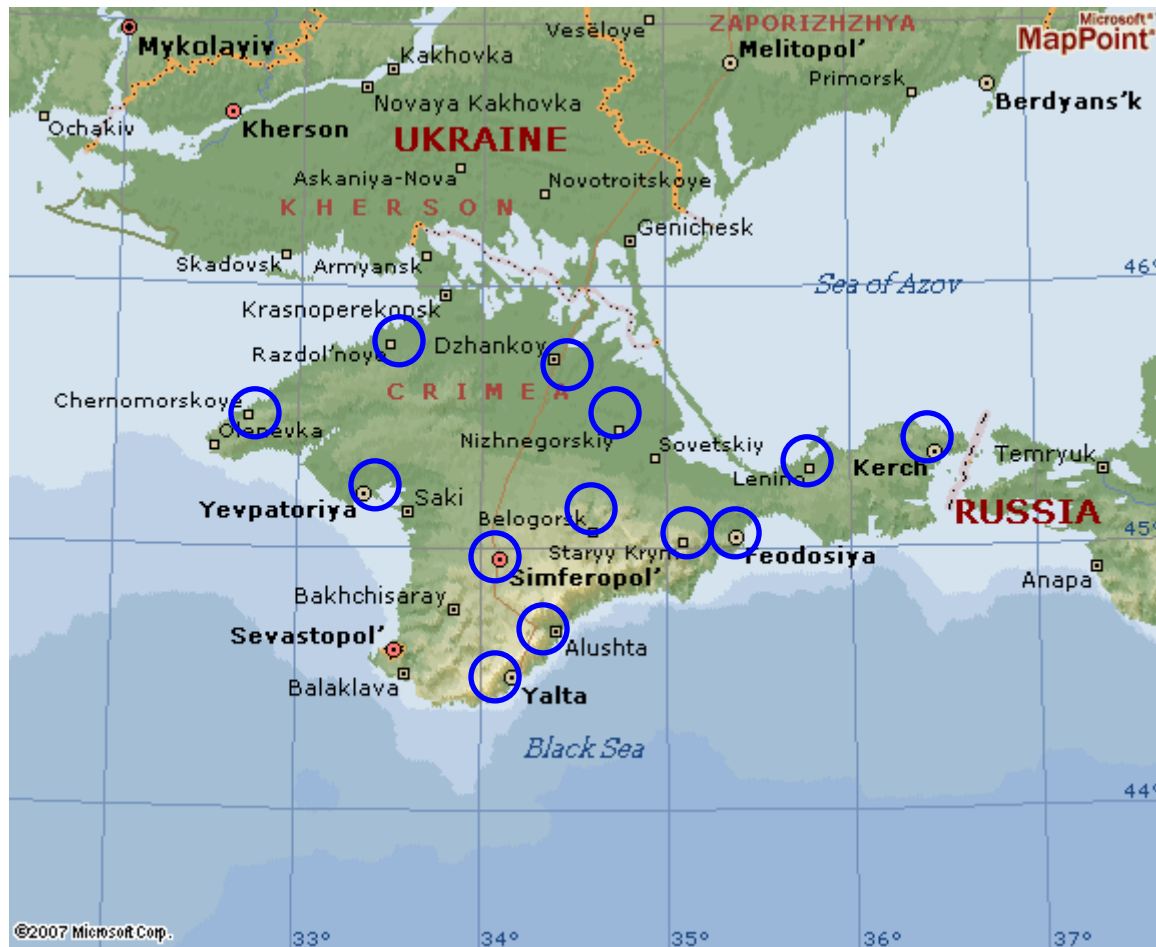 Microsoft®
MapPoint®
ZAPORIZHZHYA
Vesëloye
Mykolayiv
Melitopol'
Kakhovka
Primorsk
Novaya Kakhovka
Berdyans'k
Ochakiv
Kherson
UKRAINE
Askaniya-Nova
Novotroitskoye
KHERSON
Genichesk
Skadovsk
Armyansk
46°
Sea of Azov
Krasnoperekopsk
Razdol'noye
Dzhankoy
CRIMEA
Chernomorskoye
Olenevka
Nizhnegorskiy
Sovetskiy
Kerch
Temryuk
Lenino
Yevpatoriya
Saki
Belogorsk
RUSSIA
45°
Staryy Krym
Feodosiya
Simferopol'
Anapa
Bakhchisaray
Sevastopol'
Alushta
Balaklava
Yalta
Black Sea
44°
©2007 Microsoft Corp.
33°
34°
35°
36°
37°